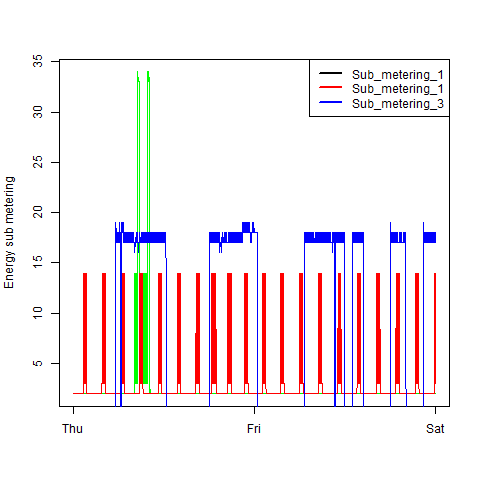 Sub_metering_1
Sub_metering_1
Sub_metering_3
Energy sub metering
35
30
25
20
15
10
5
Thu Fri Sat